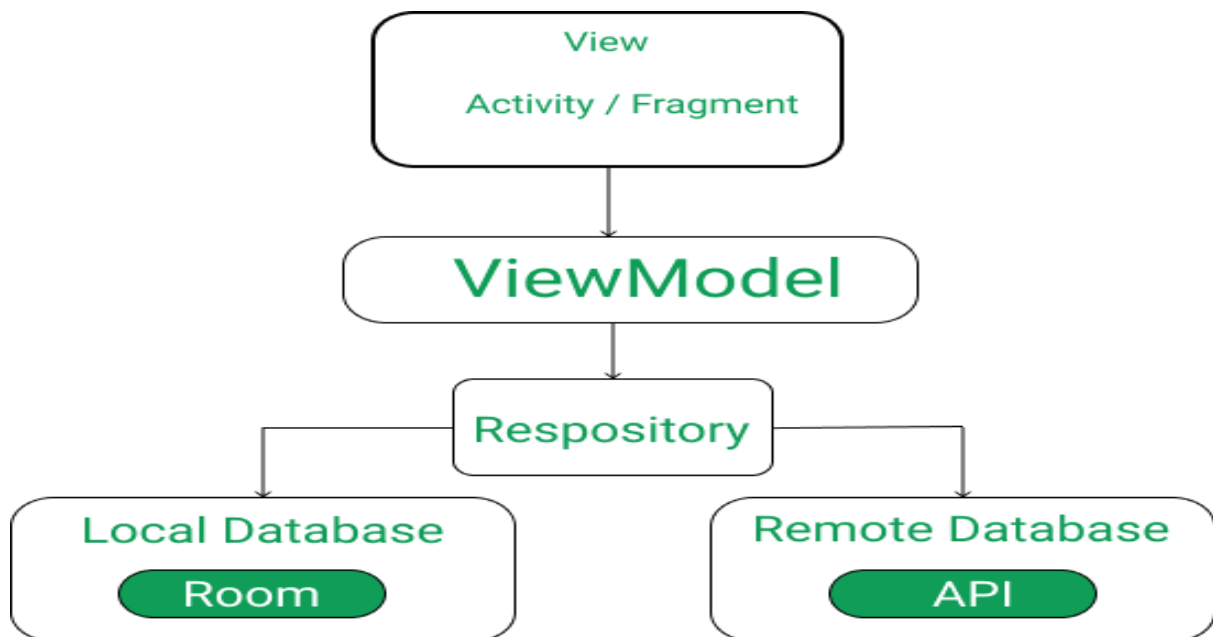 View
Activity / Fragment
ViewModel
Respository
Local Database
Remote Database
Room
API